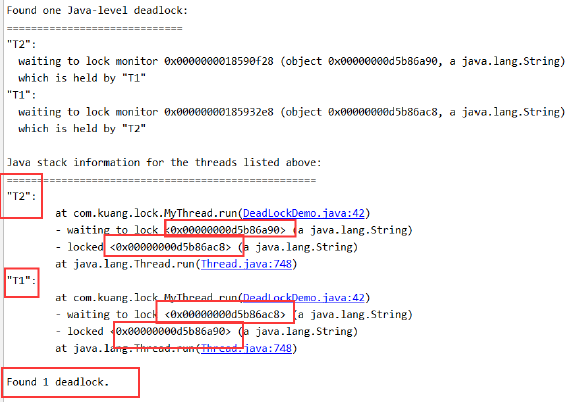 Found one Java-level deadlock:
=============================
"T2":
  waiting to lock monitor 0x0000000018590f28 (object 0x00000000d5b86a90, a java.lang.String)
  which is held by "T1"
"T1":
  waiting to lock monitor 0x00000000185932e8 (object 0x00000000d5b86ac8, a java.lang.String)
  which is held by "T2"
Java stack information for the threads listed above:
===================================================
"T2":
        at com.kuang.lock.MyThread.run(DeadLockDemo.java:42)
        - waiting to lock <0x00000000d5b86a90> (a java.lang.String)
        - locked <0x00000000d5b86ac8> (a java.lang.String)
        at java.lang.Thread.run(Thread.java:748)
"T1":
        at com.kuang.lock.MyThread.run(DeadLockDemo.java:42)
        - waiting to lock <0x00000000d5b86ac8> (a java.lang.String)
        - locked <0x00000000d5b86a90> (a java.lang.String)
        at java.lang.Thread.run(Thread.java:748)
Found 1 deadlock.